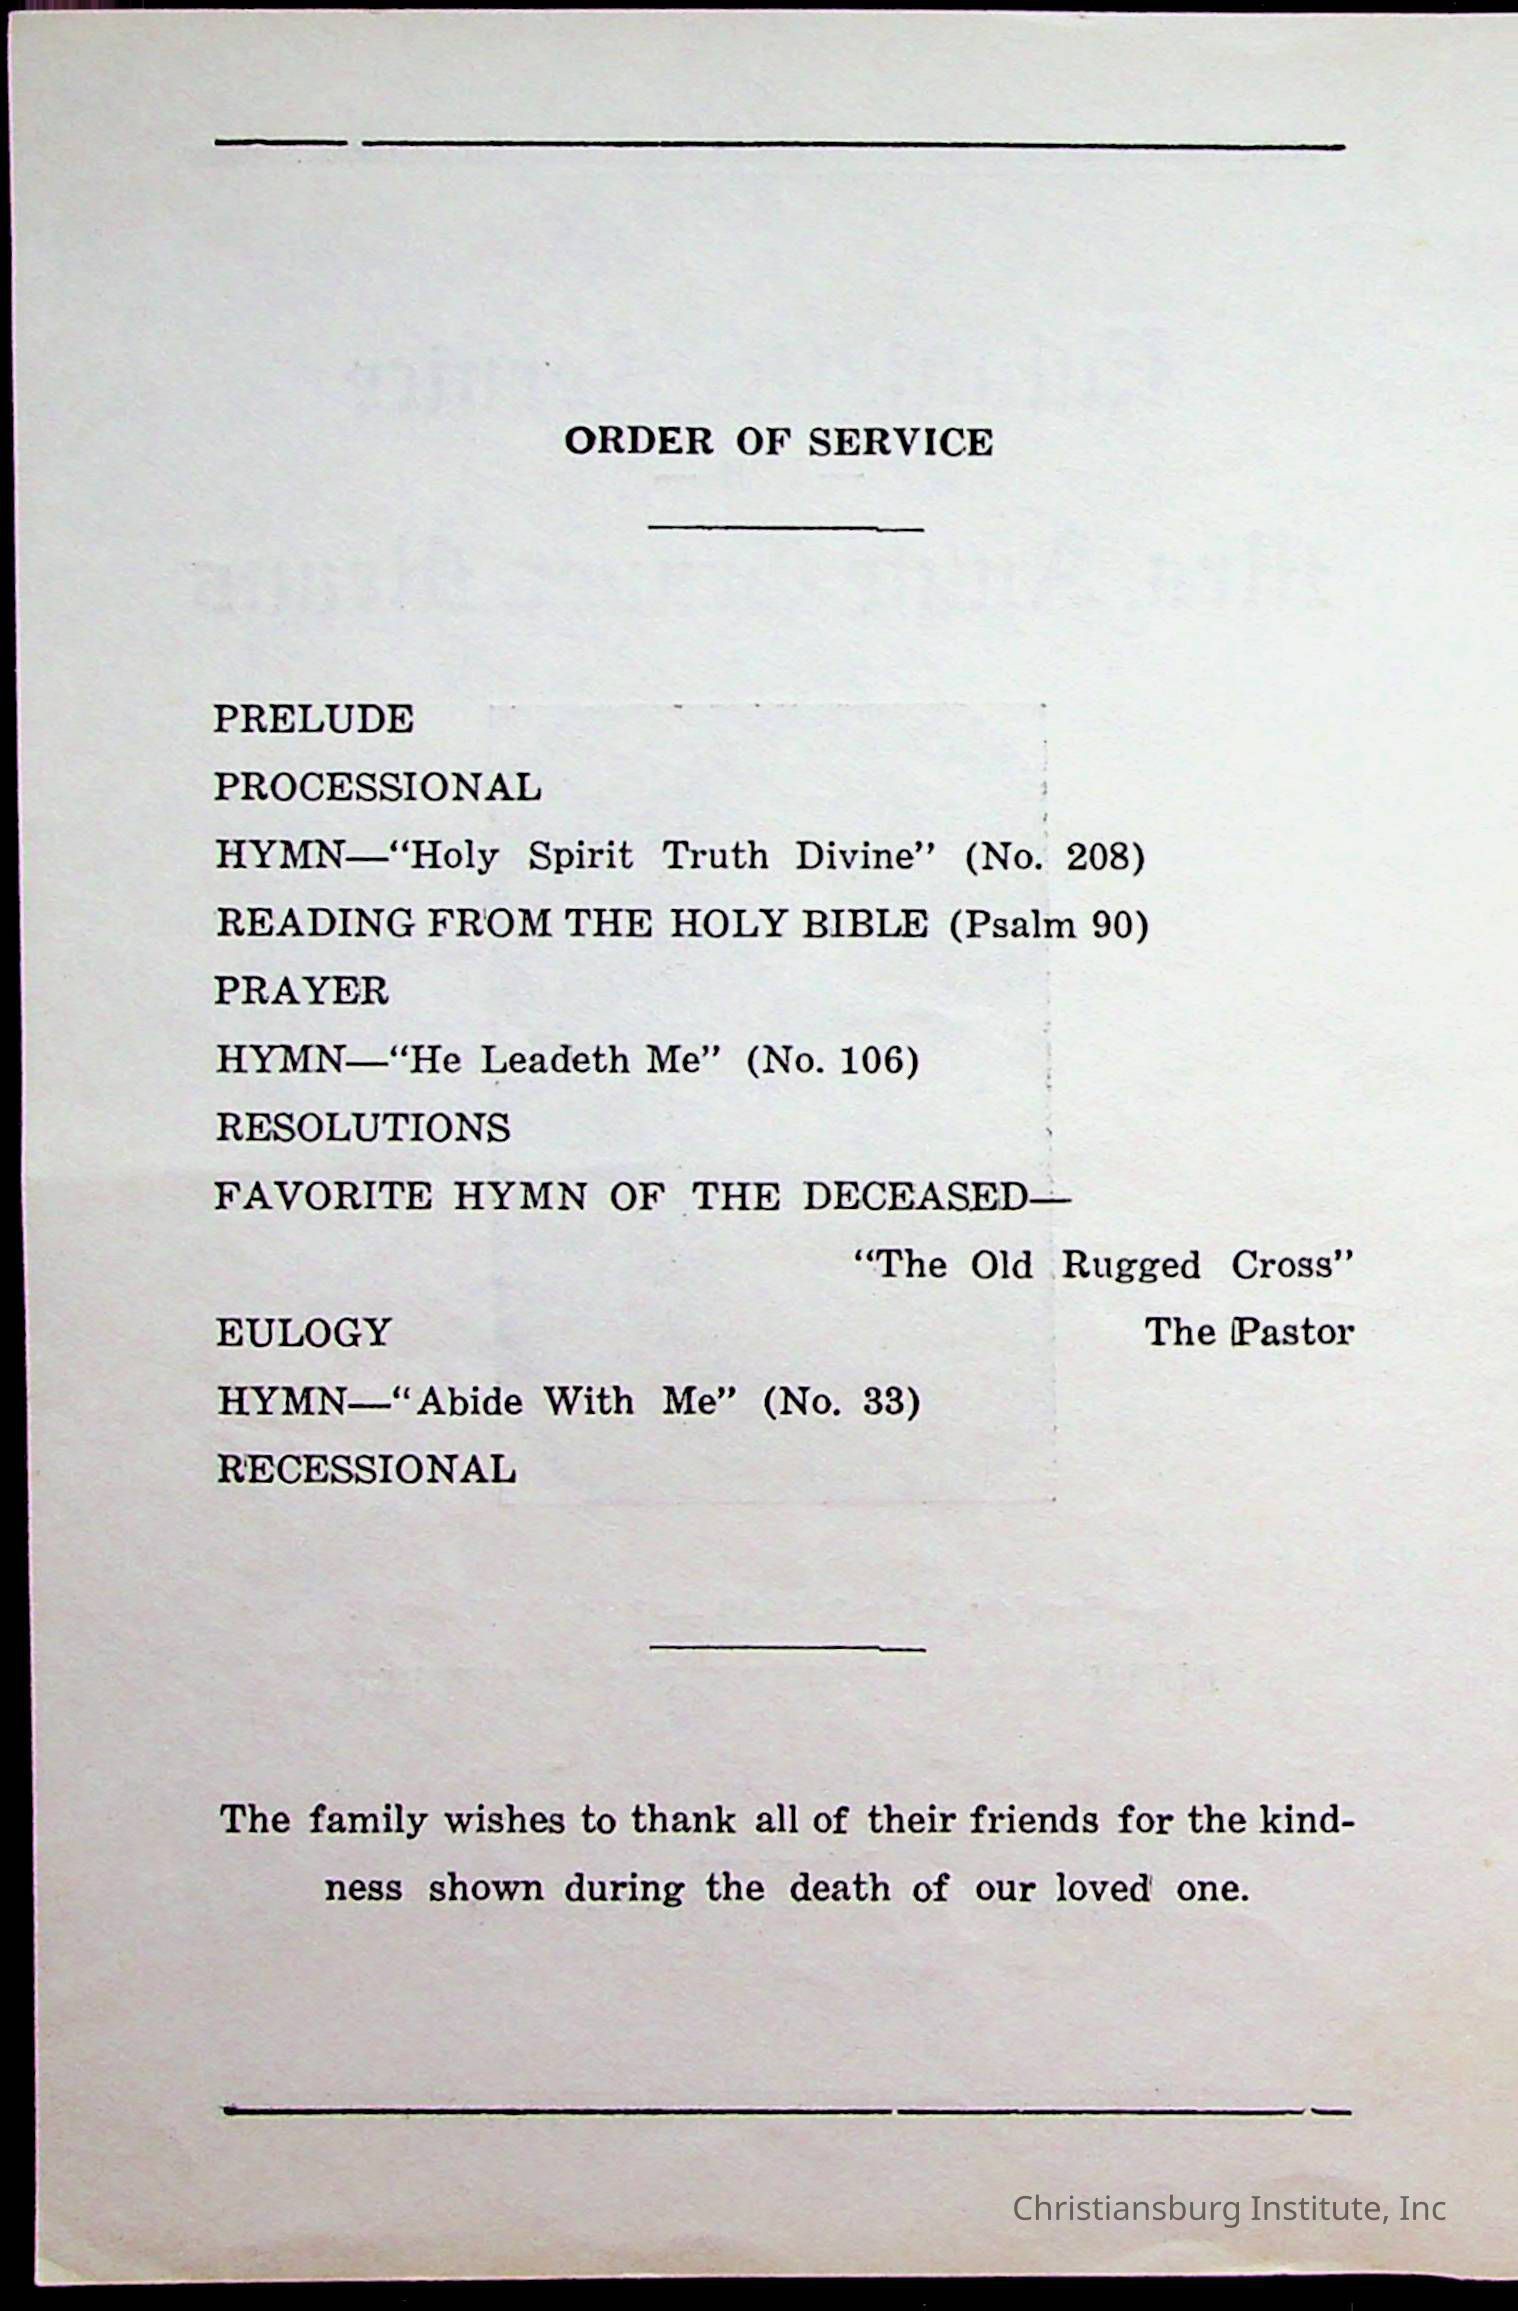 ORDER OF SERVICE
PRELUDE
PROCESSIONAL
HYMN—“Holy Spirit Truth Divine” (No. 208)
READING FROM THE HOLY BIBLE (Psalm 90)
PRAYER
HYMN—“He Leadeth Me” (No. 106)
RESOLUTIONS
FAVORITE HYMN OF THE DECEASED—
“The Old Rugged Cross”
EULOGY The Pastor
HYMN—“Abide With Me” (No. 33)
RECESSIONAL
The family wishes to thank all of their friends for the kind-
ness shown during the death of our loved one.
Christiansburg Institute, Inc